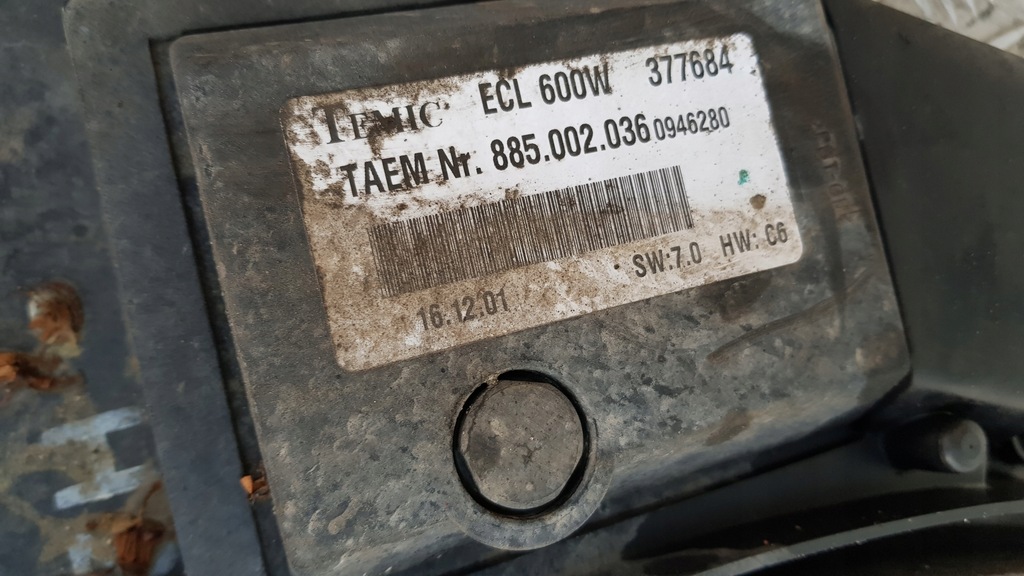 TEMIC ECL 600W 377684
TAEM Nr. 885.002.036 0946280
16.12.01 SW:7.0 HW: C6